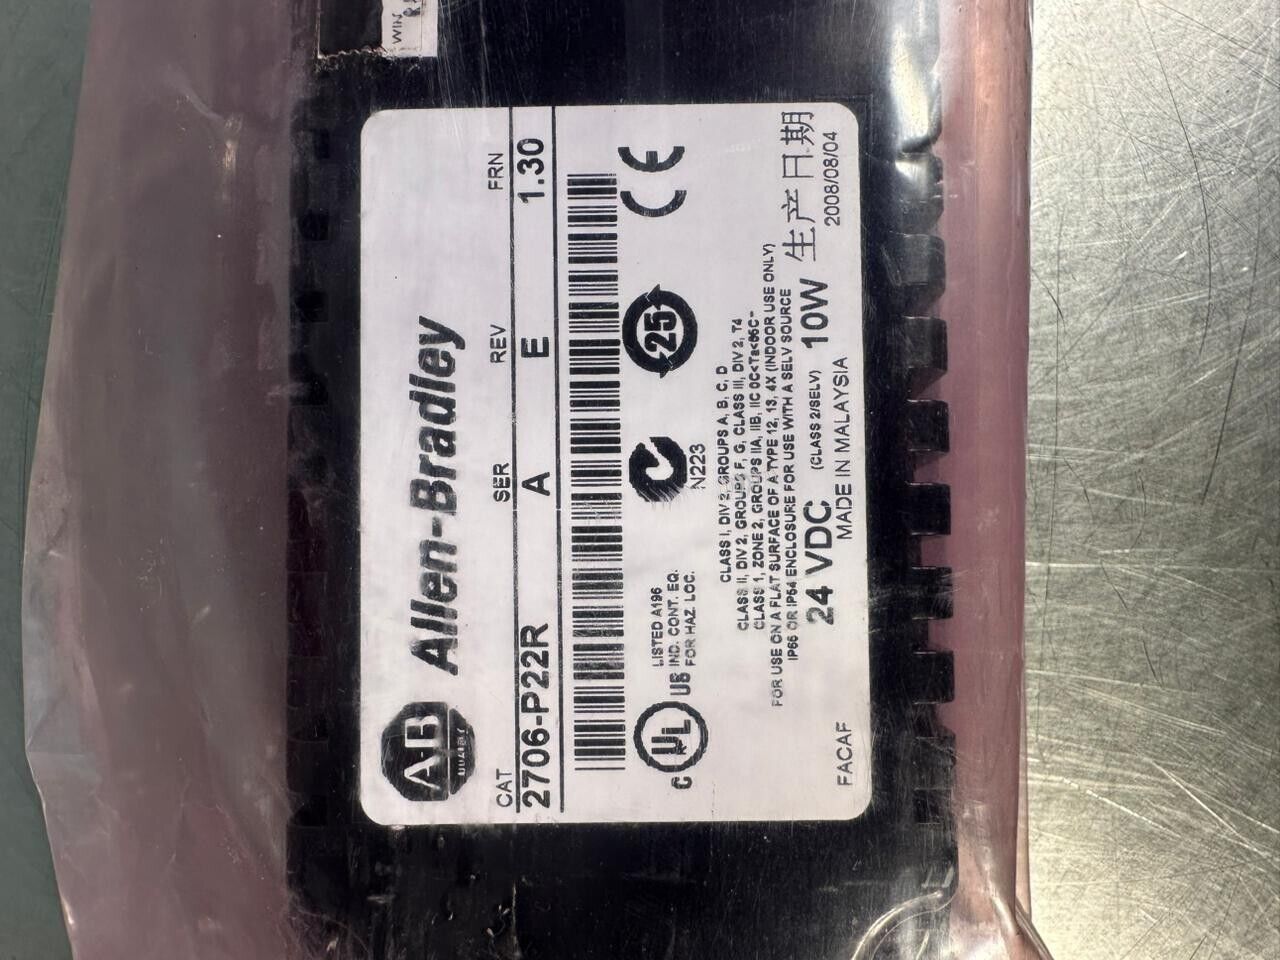 WIN
A-B
QUALITY
Allen-Bradley
CAT SER REV FRN
2706-P22R A E 1.30
C UL US LISTED A196
IND. CONT. EQ.
FOR HAZ. LOC.
N223
25
CE
CLASS I, DIV 2, GROUPS A, B, C, D
CLASS II, DIV 2, GROUPS F, G, CLASS III, DIV 2, T4
CLASS 1, ZONE 2, GROUPS IIA, IIB, IIC 0C<Ta<55C-
FOR USE ON A FLAT SURFACE OF A TYPE 12, 13, 4X (INDOOR USE ONLY)
IP66 OR IP54 ENCLOSURE FOR USE WITH A SELV SOURCE
24 VDC (CLASS 2/SELV) 10W 生产日期
FACAF MADE IN MALAYSIA 2008/08/04